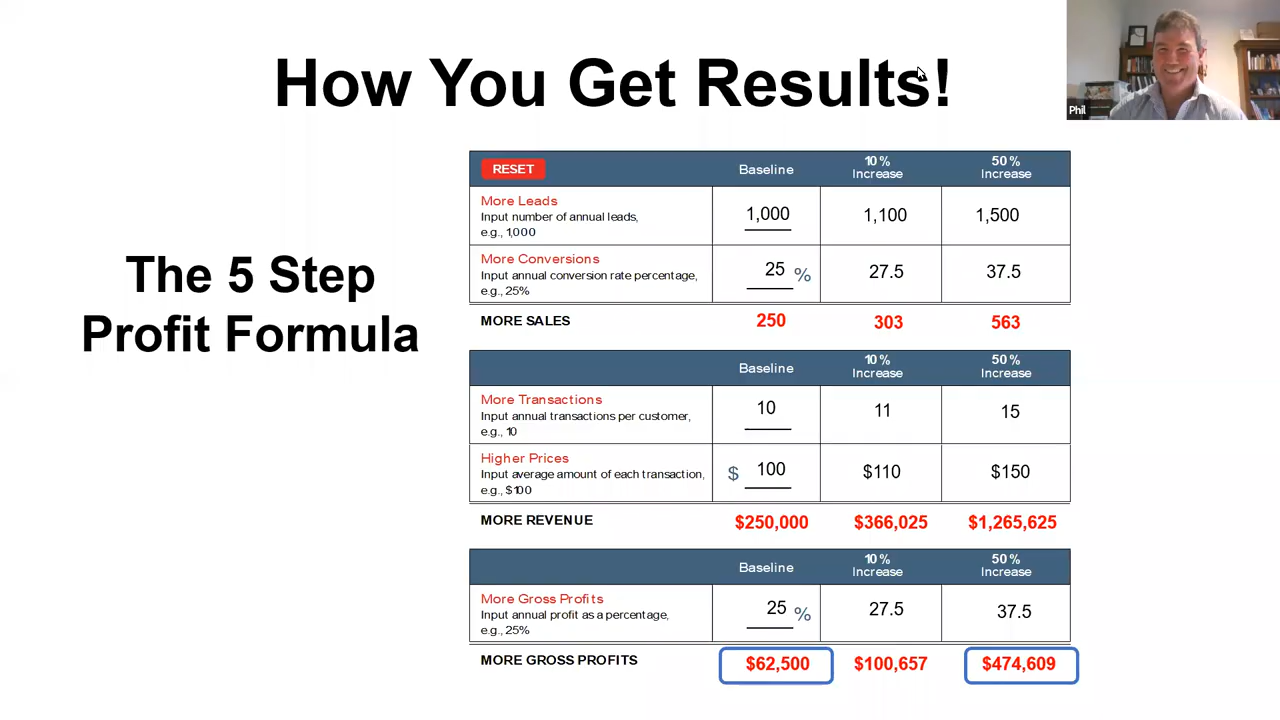 How You Get Results!
Phil
The 5 Step
Profit Formula
RESET Baseline 10% Increase 50% Increase
More Leads
Input number of annual leads,
e.g., 1,000
1,000 1,100 1,500
More Conversions
Input annual conversion rate percentage,
e.g., 25%
25 % 27.5 37.5
MORE SALES 250 303 563
Baseline 10% Increase 50% Increase
More Transactions
Input annual transactions per customer,
e.g., 10
10 11 15
Higher Prices
Input average amount of each transaction,
e.g., $100
$ 100 $110 $150
MORE REVENUE $250,000 $366,025 $1,265,625
Baseline 10% Increase 50% Increase
More Gross Profits
Input annual profit as a percentage,
e.g., 25%
25 % 27.5 37.5
MORE GROSS PROFITS $62,500 $100,657 $474,609